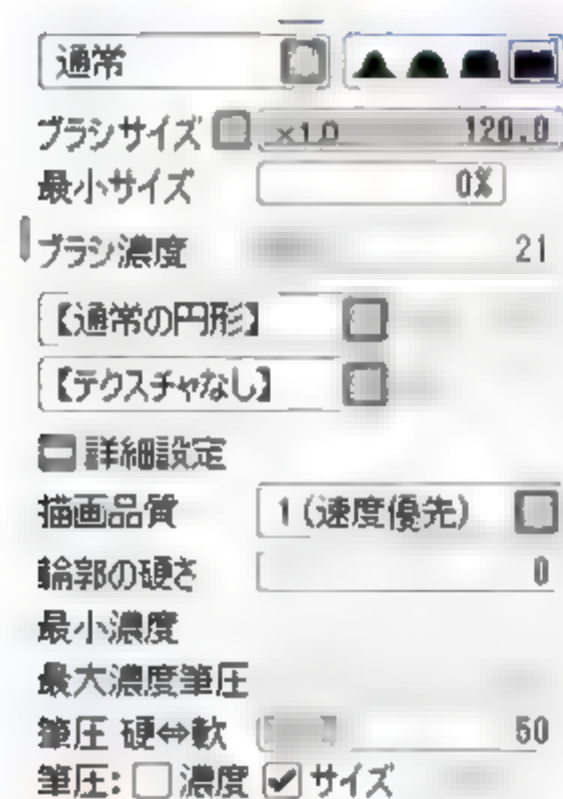 通常
ブラシサイズ ×1.0 120.0
最小サイズ 0%
ブラシ濃度 21
【通常の円形】
【テクスチャなし】
詳細設定
描画品質 1(速度優先)
輪郭の硬さ 0
最小濃度
最大濃度筆圧
筆圧 硬⇔軟 50
筆圧: 濃度 サイズ